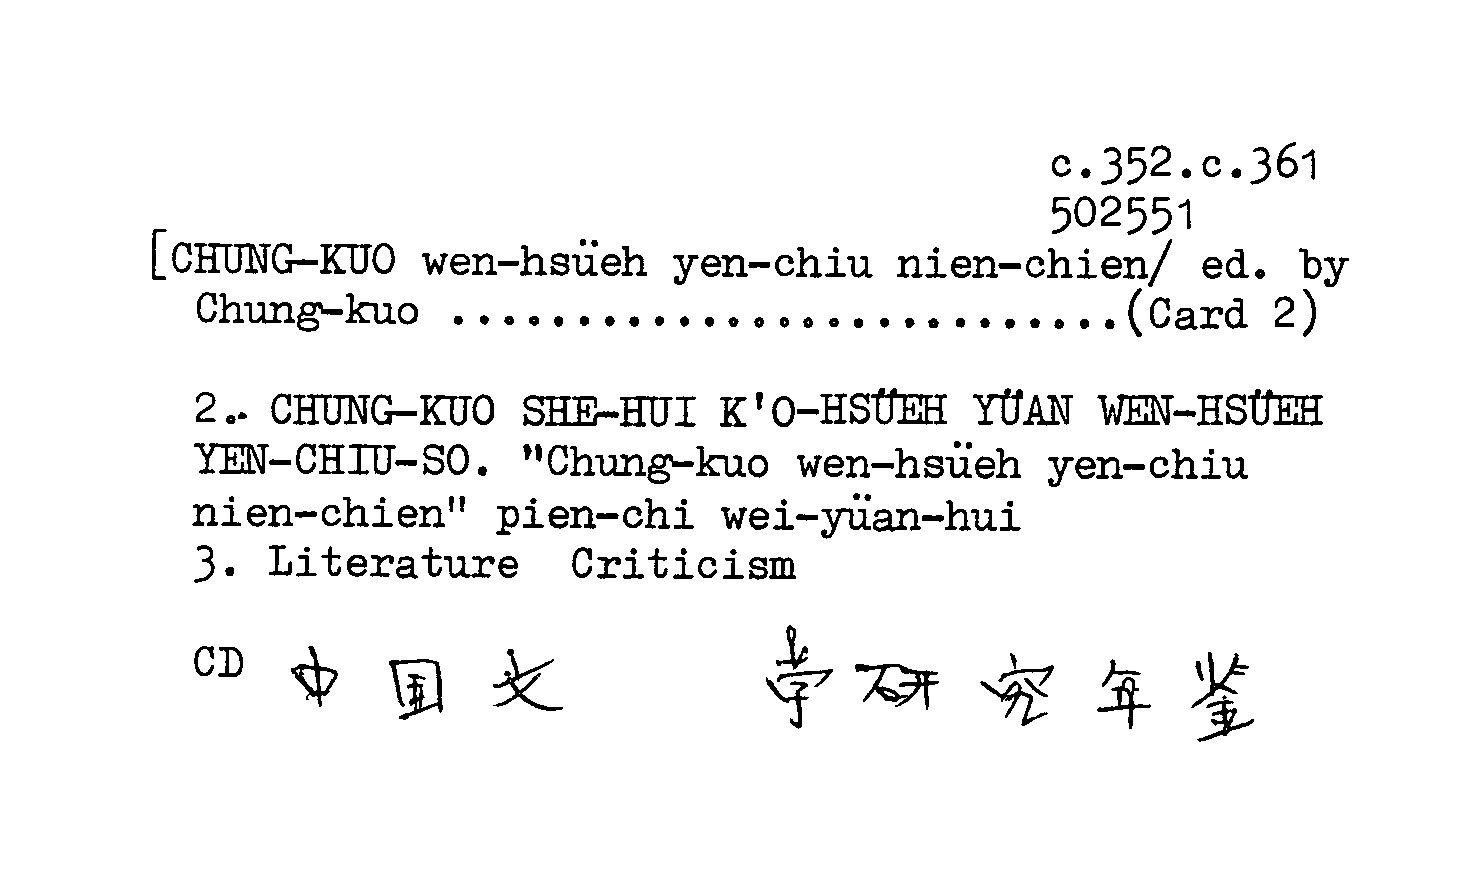 c.352.c.361
502551
[CHUNG-KUO wen-hsüeh yen-chiu nien-chien/ ed. by
Chung-kuo ...........................(Card 2)
2.. CHUNG-KUO SHE-HUI K'O-HSÜEH YÜAN WEN-HSÜEH
YEN-CHIU-SO. "Chung-kuo wen-hsüeh yen-chiu
nien-chien" pien-chi wei-yüan-hui
3. Literature Criticism
CD 中国文 学研究年鉴